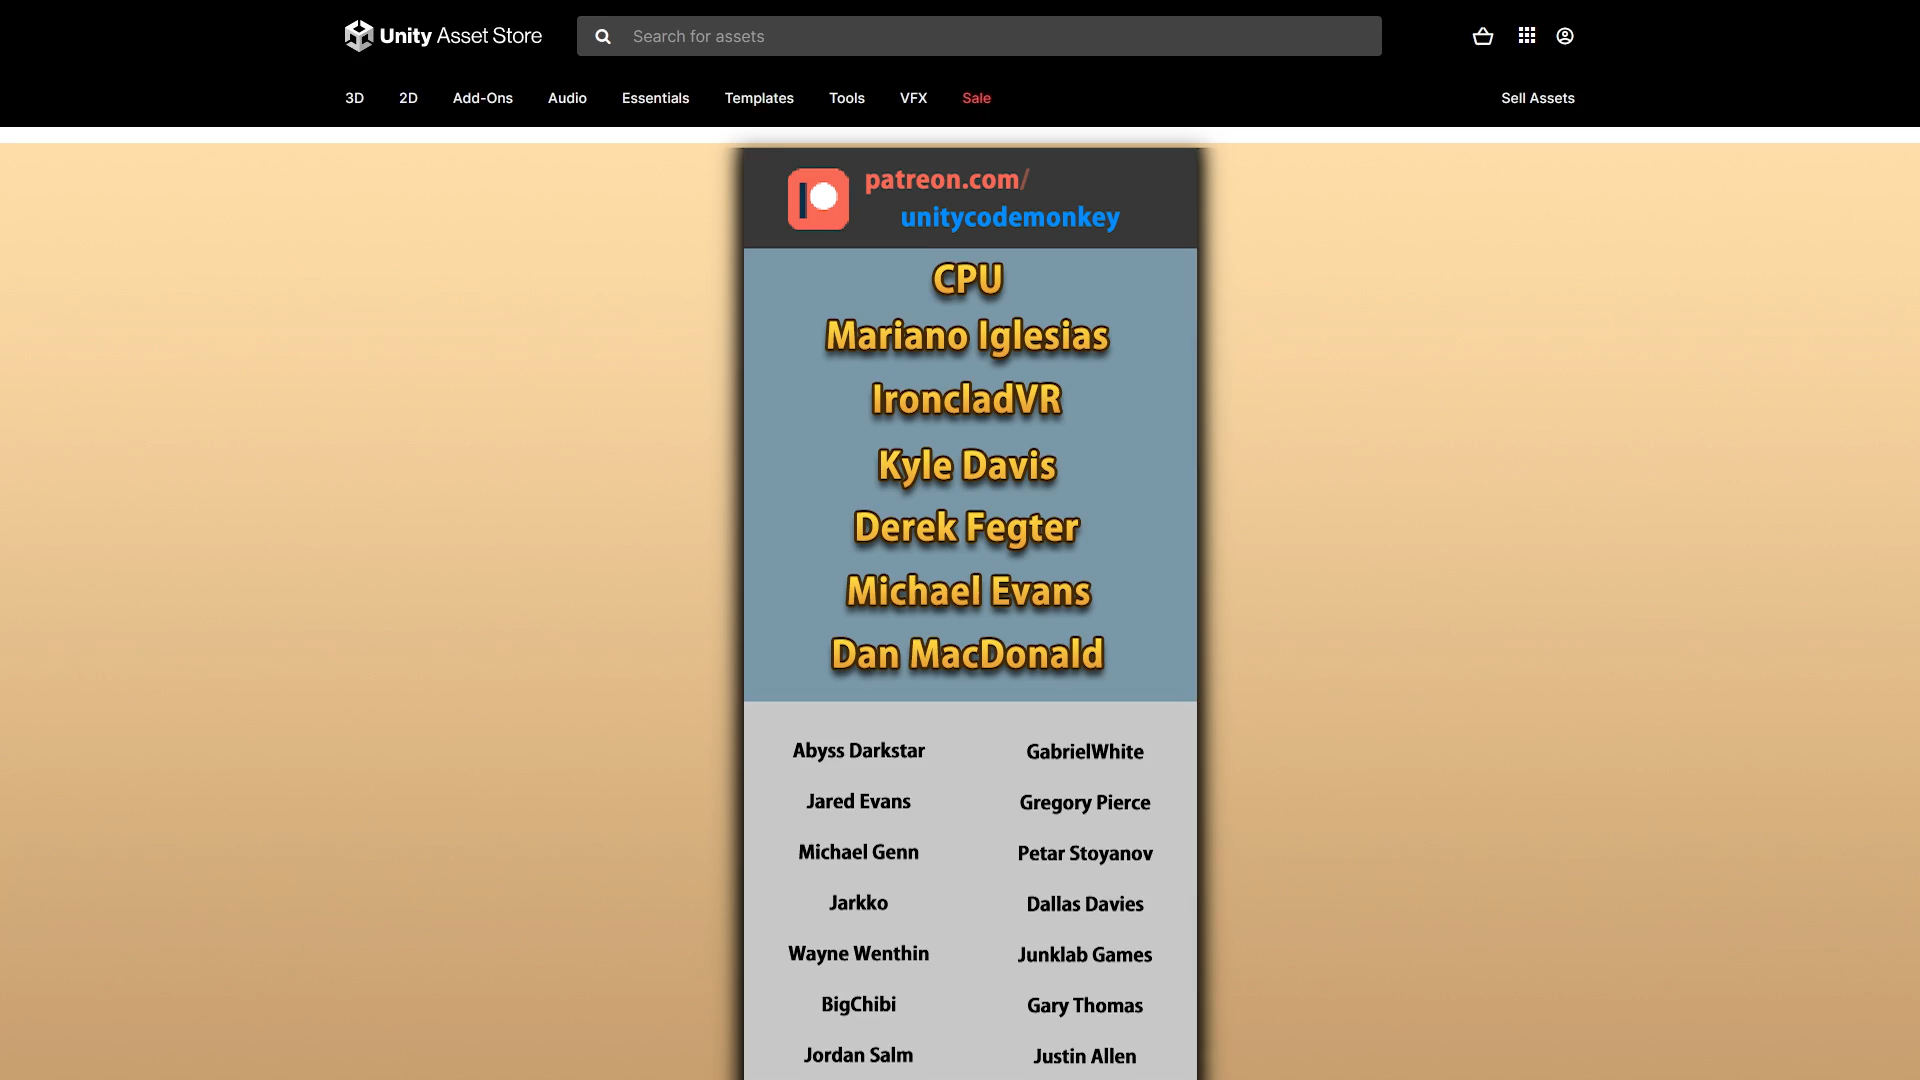 Unity Asset Store
Search for assets
3D 2D Add-Ons Audio Essentials Templates Tools VFX Sale Sell Assets
patreon.com/
unitycodemonkey
CPU
Mariano Iglesias
IroncladVR
Kyle Davis
Derek Fegter
Michael Evans
Dan MacDonald
Abyss Darkstar GabrielWhite
Jared Evans Gregory Pierce
Michael Genn Petar Stoyanov
Jarkko Dallas Davies
Wayne Wenthin Junklab Games
BigChibi Gary Thomas
Jordan Salm Justin Allen